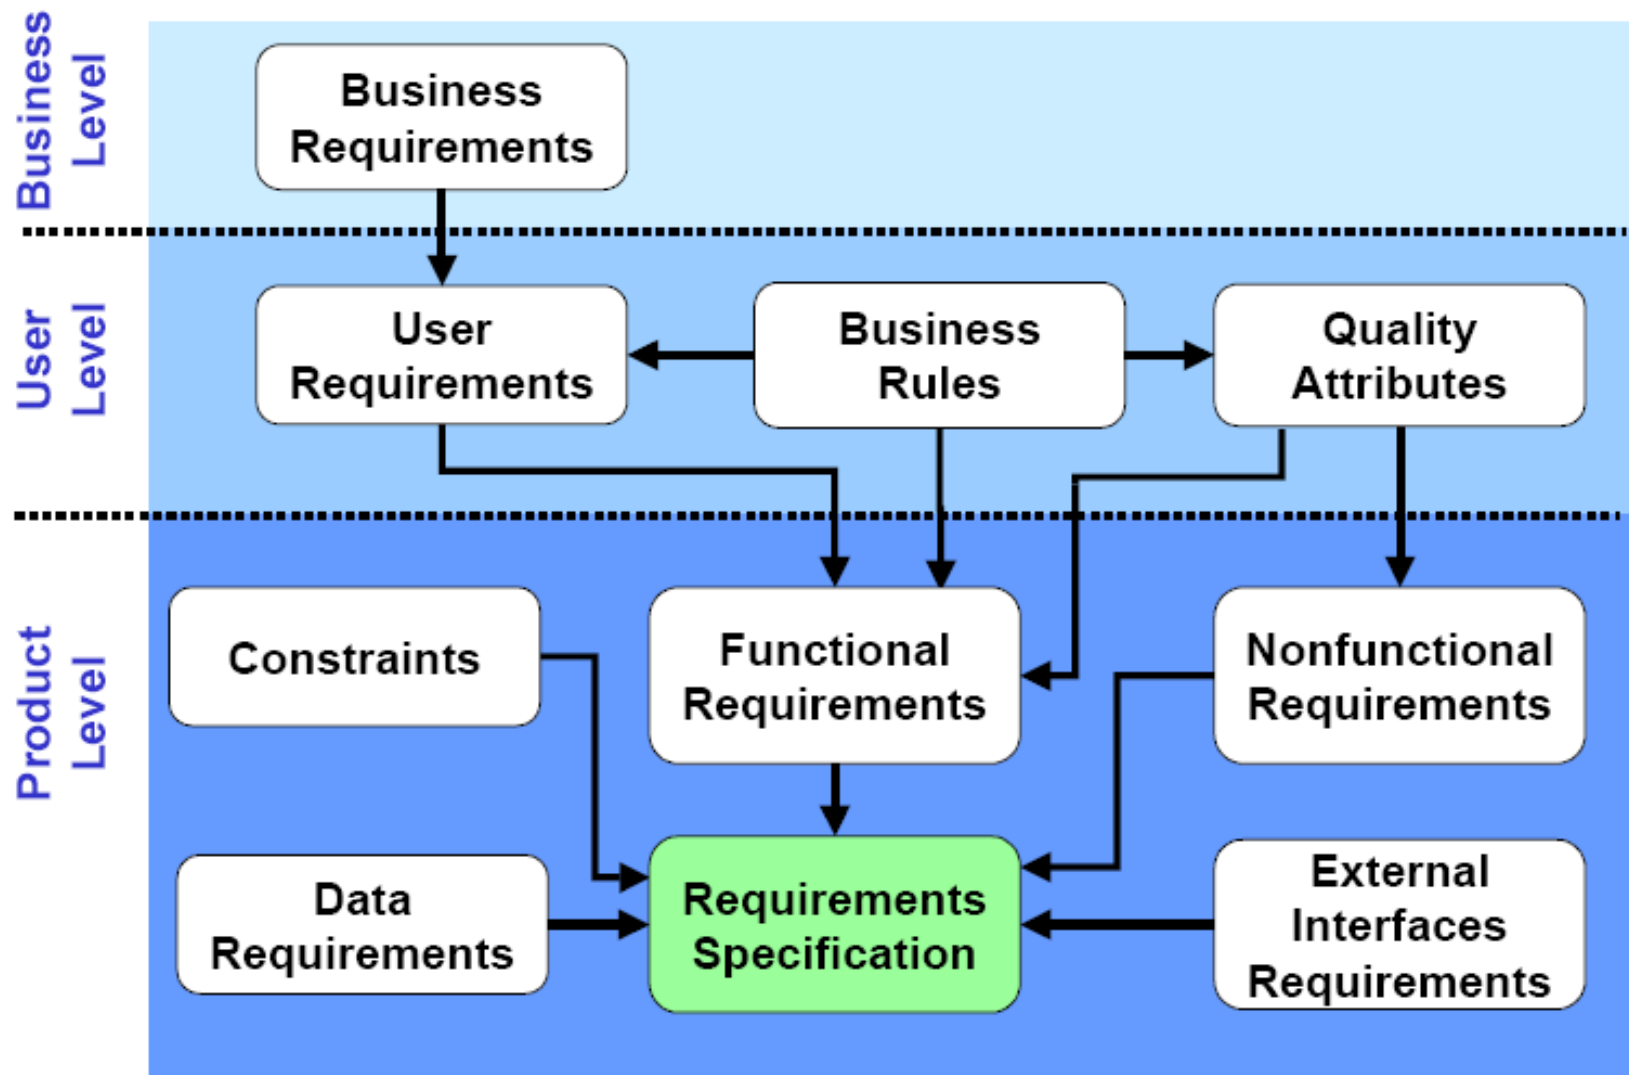 Business
Level
Business
Requirements
User
Level
User
Requirements
Business
Rules
Quality
Attributes
Product
Level
Constraints
Functional
Requirements
Nonfunctional
Requirements
Data
Requirements
Requirements
Specification
External
Interfaces
Requirements